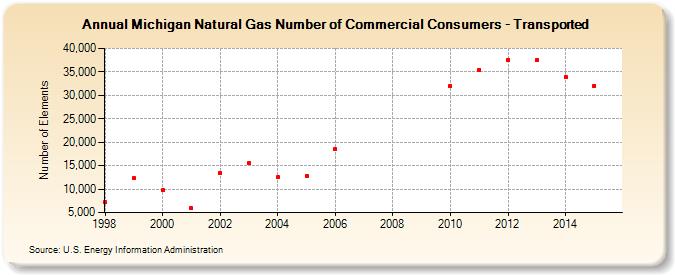 Annual Michigan Natural Gas Number of Commercial Consumers - Transported
Number of Elements
40,000
35,000
30,000
25,000
20,000
15,000
10,000
5,000
1998 2000 2002 2004 2006 2008 2010 2012 2014
Source: U.S. Energy Information Administration